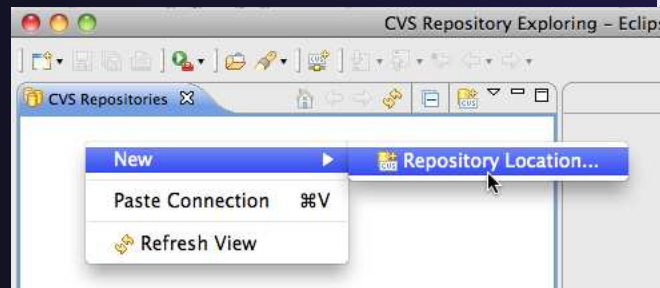 CVS Repository Exploring – Eclips
CVS Repositories
New
Repository Location...
Paste Connection ⌘V
Refresh View